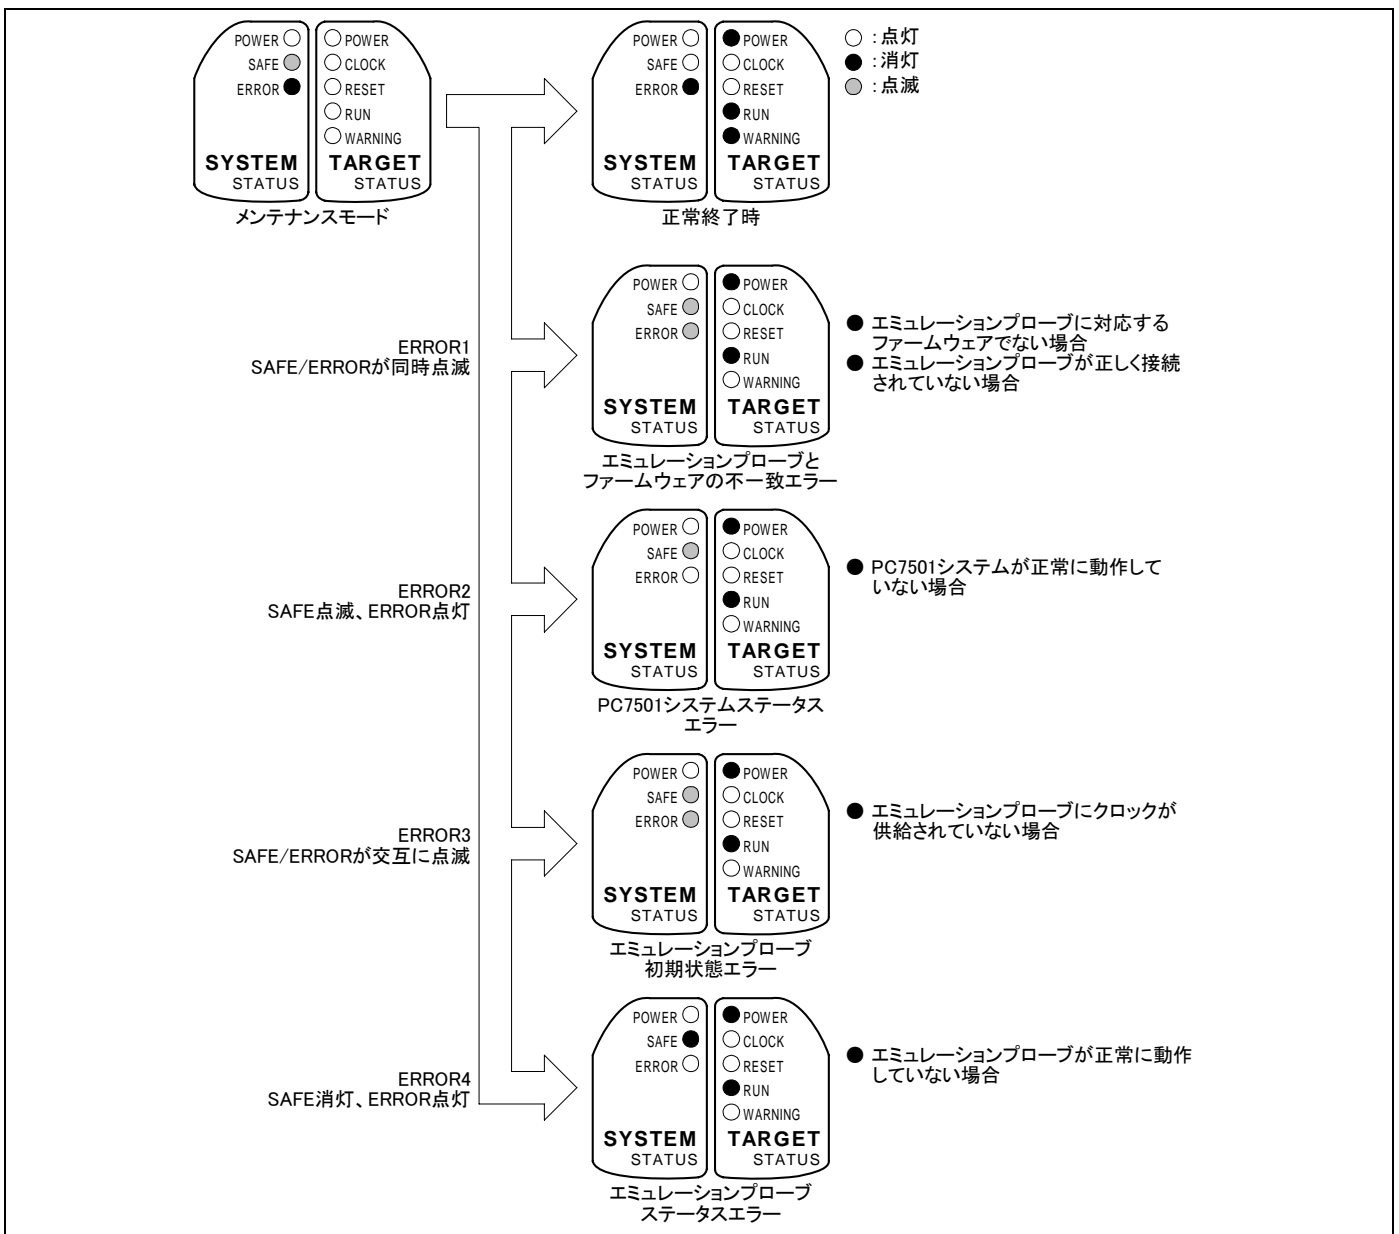 POWER
SAFE
ERROR
SYSTEM
STATUS
POWER
CLOCK
RESET
RUN
WARNING
TARGET
STATUS
メンテナンスモード
POWER
SAFE
ERROR
SYSTEM
STATUS
POWER
CLOCK
RESET
RUN
WARNING
TARGET
STATUS
正常終了時
○ :点灯
● :消灯
:点滅
ERROR1
SAFE/ERRORが同時点滅
POWER
SAFE
ERROR
SYSTEM
STATUS
POWER
CLOCK
RESET
RUN
WARNING
TARGET
STATUS
エミュレーションプローブと
ファームウェアの不一致エラー
● エミュレーションプローブに対応する
ファームウェアでない場合
● エミュレーションプローブが正しく接続
されていない場合
ERROR2
SAFE点滅、ERROR点灯
POWER
SAFE
ERROR
SYSTEM
STATUS
POWER
CLOCK
RESET
RUN
WARNING
TARGET
STATUS
PC7501システムステータス
エラー
● PC7501システムが正常に動作して
いない場合
ERROR3
SAFE/ERRORが交互に点滅
POWER
SAFE
ERROR
SYSTEM
STATUS
POWER
CLOCK
RESET
RUN
WARNING
TARGET
STATUS
エミュレーションプローブ
初期状態エラー
● エミュレーションプローブにクロックが
供給されていない場合
ERROR4
SAFE消灯、ERROR点灯
POWER
SAFE
ERROR
SYSTEM
STATUS
POWER
CLOCK
RESET
RUN
WARNING
TARGET
STATUS
エミュレーションプローブ
ステータスエラー
● エミュレーションプローブが正常に動作
していない場合